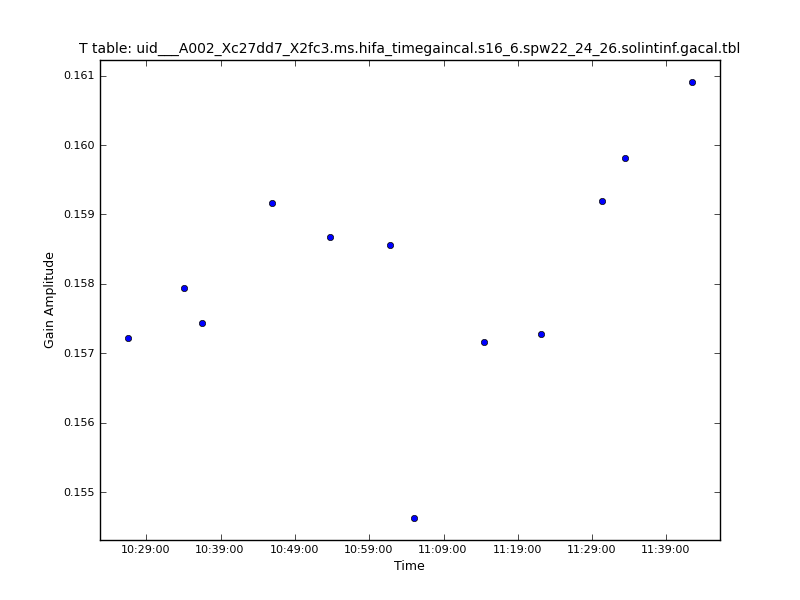 T table: uid___A002_Xc27dd7_X2fc3.ms.hifa_timegaincal.s16_6.spw22_24_26.solintinf.gacal.tbl
0.161
0.160
0.159
0.158
0.157
0.156
0.155
Gain Amplitude
10:29:00 10:39:00 10:49:00 10:59:00 11:09:00 11:19:00 11:29:00 11:39:00
Time